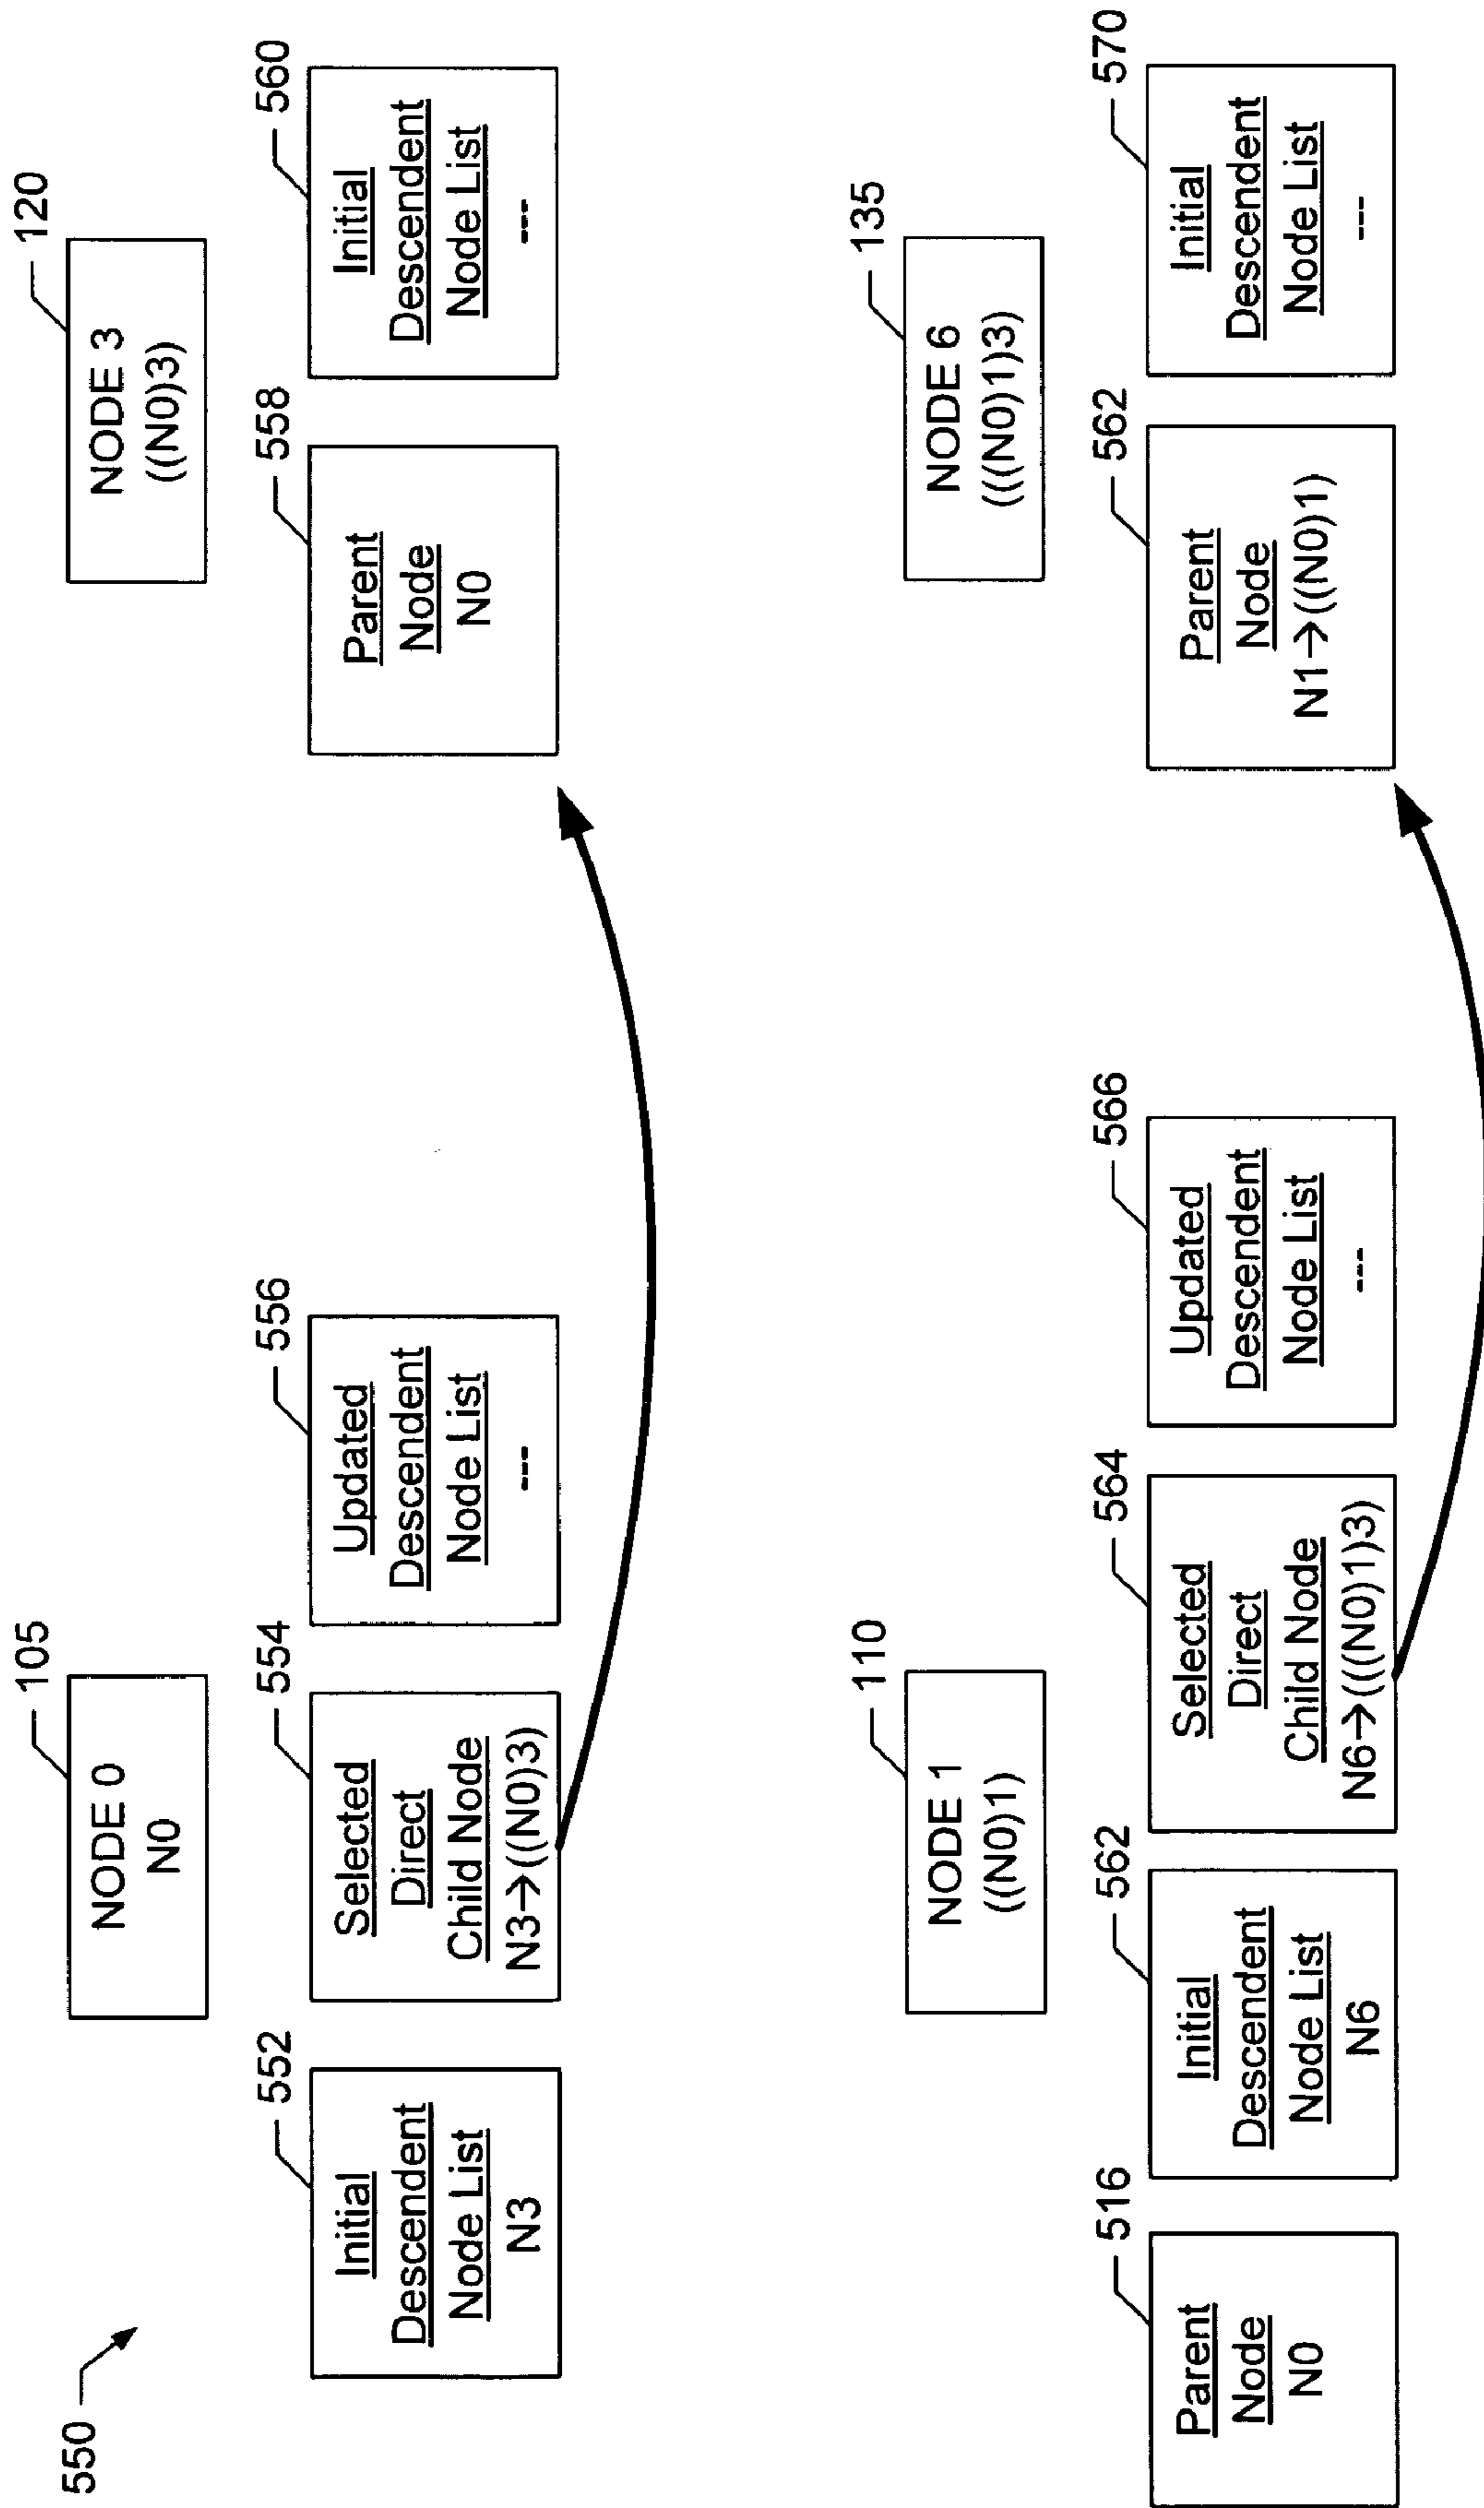 550
105
NODE 0
N0
552
Initial
Descendent
Node List
N3
554
Selected
Direct
Child Node
N3→((N0)3)
556
Updated
Descendent
Node List
---
120
NODE 3
((N0)3)
558
Parent
Node
N0
560
Initial
Descendent
Node List
---
110
NODE 1
((N0)1)
516
Parent
Node
N0
562
Initial
Descendent
Node List
N6
564
Selected
Direct
Child Node
N6→(((N0)1)3)
566
Updated
Descendent
Node List
---
135
NODE 6
(((N0)1)3)
562
Parent
Node
N1→((N0)1)
570
Initial
Descendent
Node List
---